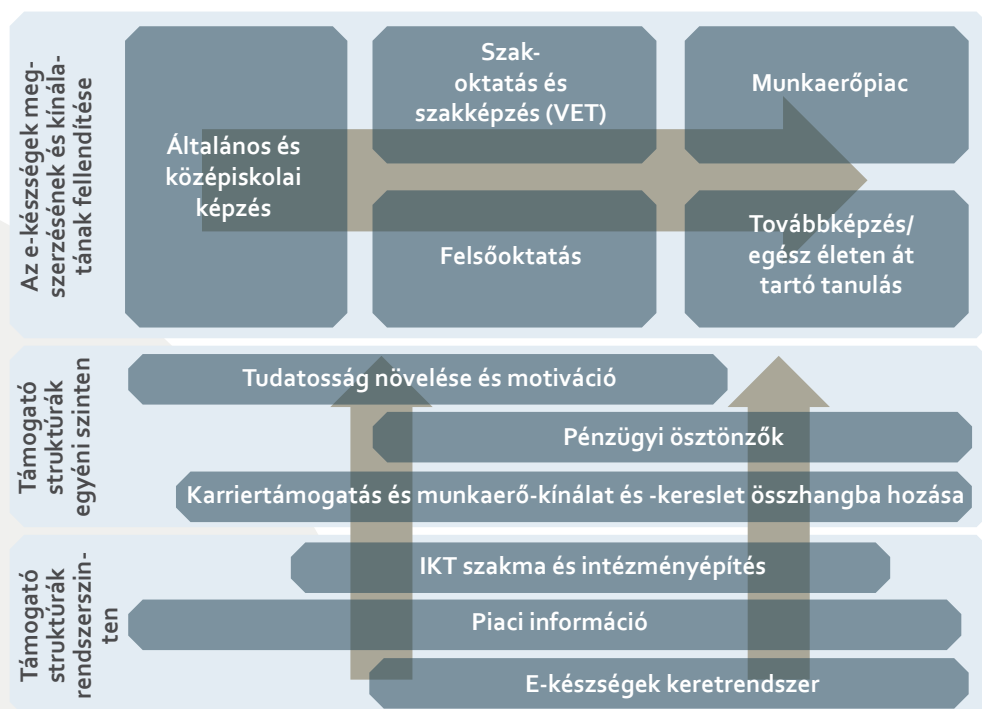 Az e-készségek meg-
szerzésének és kínála-
tának fellendítése
Általános és
középiskolai
képzés
Szak-
oktatás és
szakképzés (VET)
Munkaerőpiac
Felsőoktatás
Továbbképzés/
egész életen át
tartó tanulás
Támogató
struktúrák
egyéni szinten
Tudatosság növelése és motiváció
Pénzügyi ösztönzők
Karriertámogatás és munkaerő-kínálat és -kereslet összhangba hozása
Támogató
struktúrák
rendszerszin-
ten
IKT szakma és intézményépítés
Piaci információ
E-készségek keretrendszer